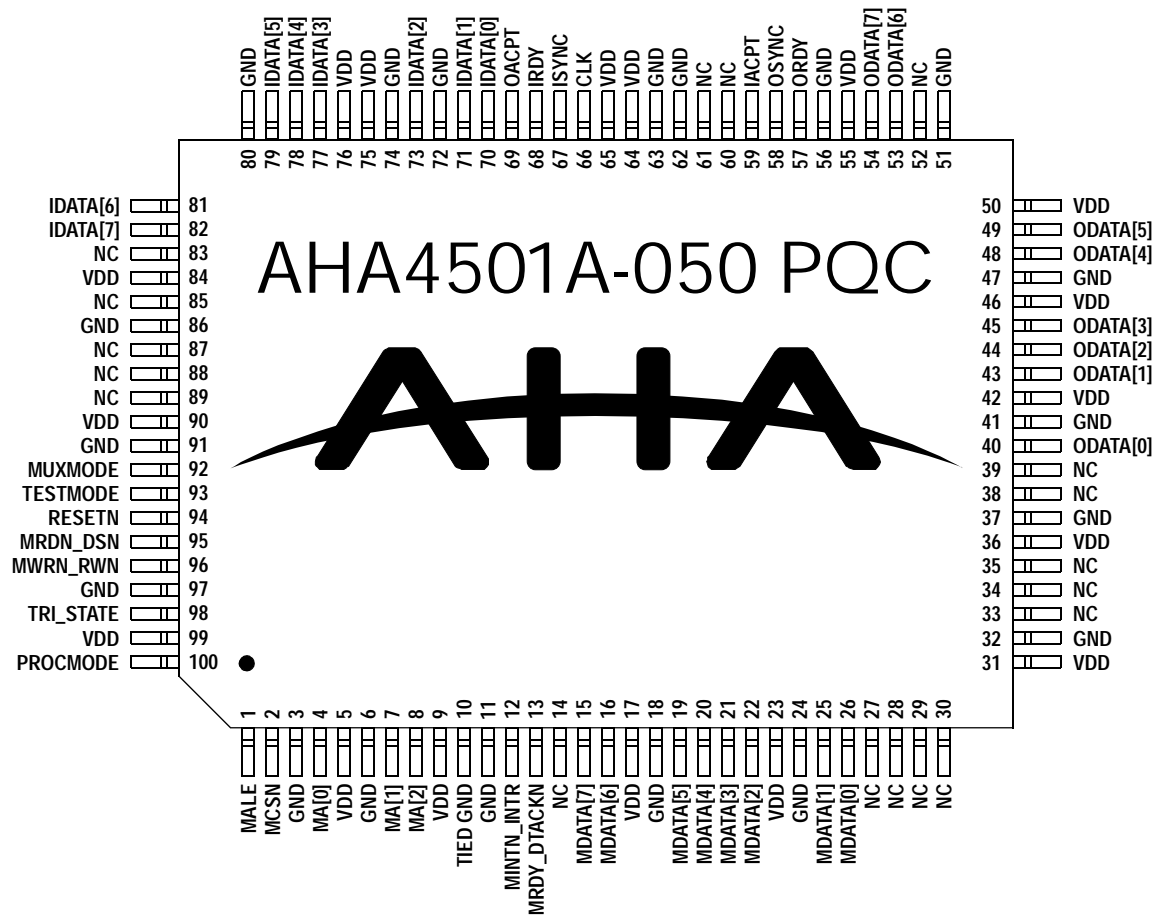 GND
IDATA[5]
IDATA[4]
IDATA[3]
VDD
VDD
GND
IDATA[2]
GND
IDATA[1]
IDATA[0]
OACPT
IRDY
ISYNC
CLK
VDD
VDD
GND
GND
NC
NC
IACPT
OSYNC
ORDY
GND
VDD
ODATA[7]
ODATA[6]
NC
GND
80 79 78 77 76 75 74 73 72 71 70 69 68 67 66 65 64 63 62 61 60 59 58 57 56 55 54 53 52 51
IDATA[6] 81
IDATA[7] 82
NC 83
VDD 84
NC 85
GND 86
NC 87
NC 88
NC 89
VDD 90
GND 91
MUXMODE 92
TESTMODE 93
RESETN 94
MRDN_DSN 95
MWRN_RWN 96
GND 97
TRI_STATE 98
VDD 99
PROCMODE 100
AHA4501A-050 PQC
AHA
50 VDD
49 ODATA[5]
48 ODATA[4]
47 GND
46 VDD
45 ODATA[3]
44 ODATA[2]
43 ODATA[1]
42 VDD
41 GND
40 ODATA[0]
39 NC
38 NC
37 GND
36 VDD
35 NC
34 NC
33 NC
32 GND
31 VDD
1 2 3 4 5 6 7 8 9 10 11 12 13 14 15 16 17 18 19 20 21 22 23 24 25 26 27 28 29 30
MALE
MCSN
GND
MA[0]
VDD
GND
MA[1]
MA[2]
VDD
TIED GND
GND
MINTN_INTR
MRDY_DTACKN
NC
MDATA[7]
MDATA[6]
VDD
GND
MDATA[5]
MDATA[4]
MDATA[3]
MDATA[2]
VDD
GND
MDATA[1]
MDATA[0]
NC
NC
NC
NC